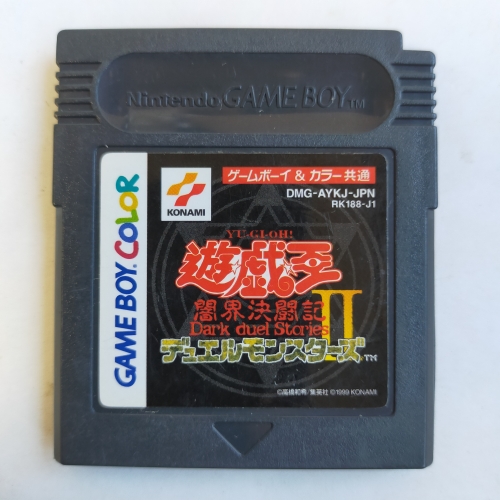 Nintendo GAME BOY TM
GAME BOY COLOR
KONAMI
ゲームボーイ & カラー共通
DMG-AYKJ-JPN
RK188-J1
YU-GI-OH!
遊戯王
闇界決闘記
Dark duel Stories
II
デュエルモンスターズ TM
©高橋和希/集英社 ©1999 KONAMI